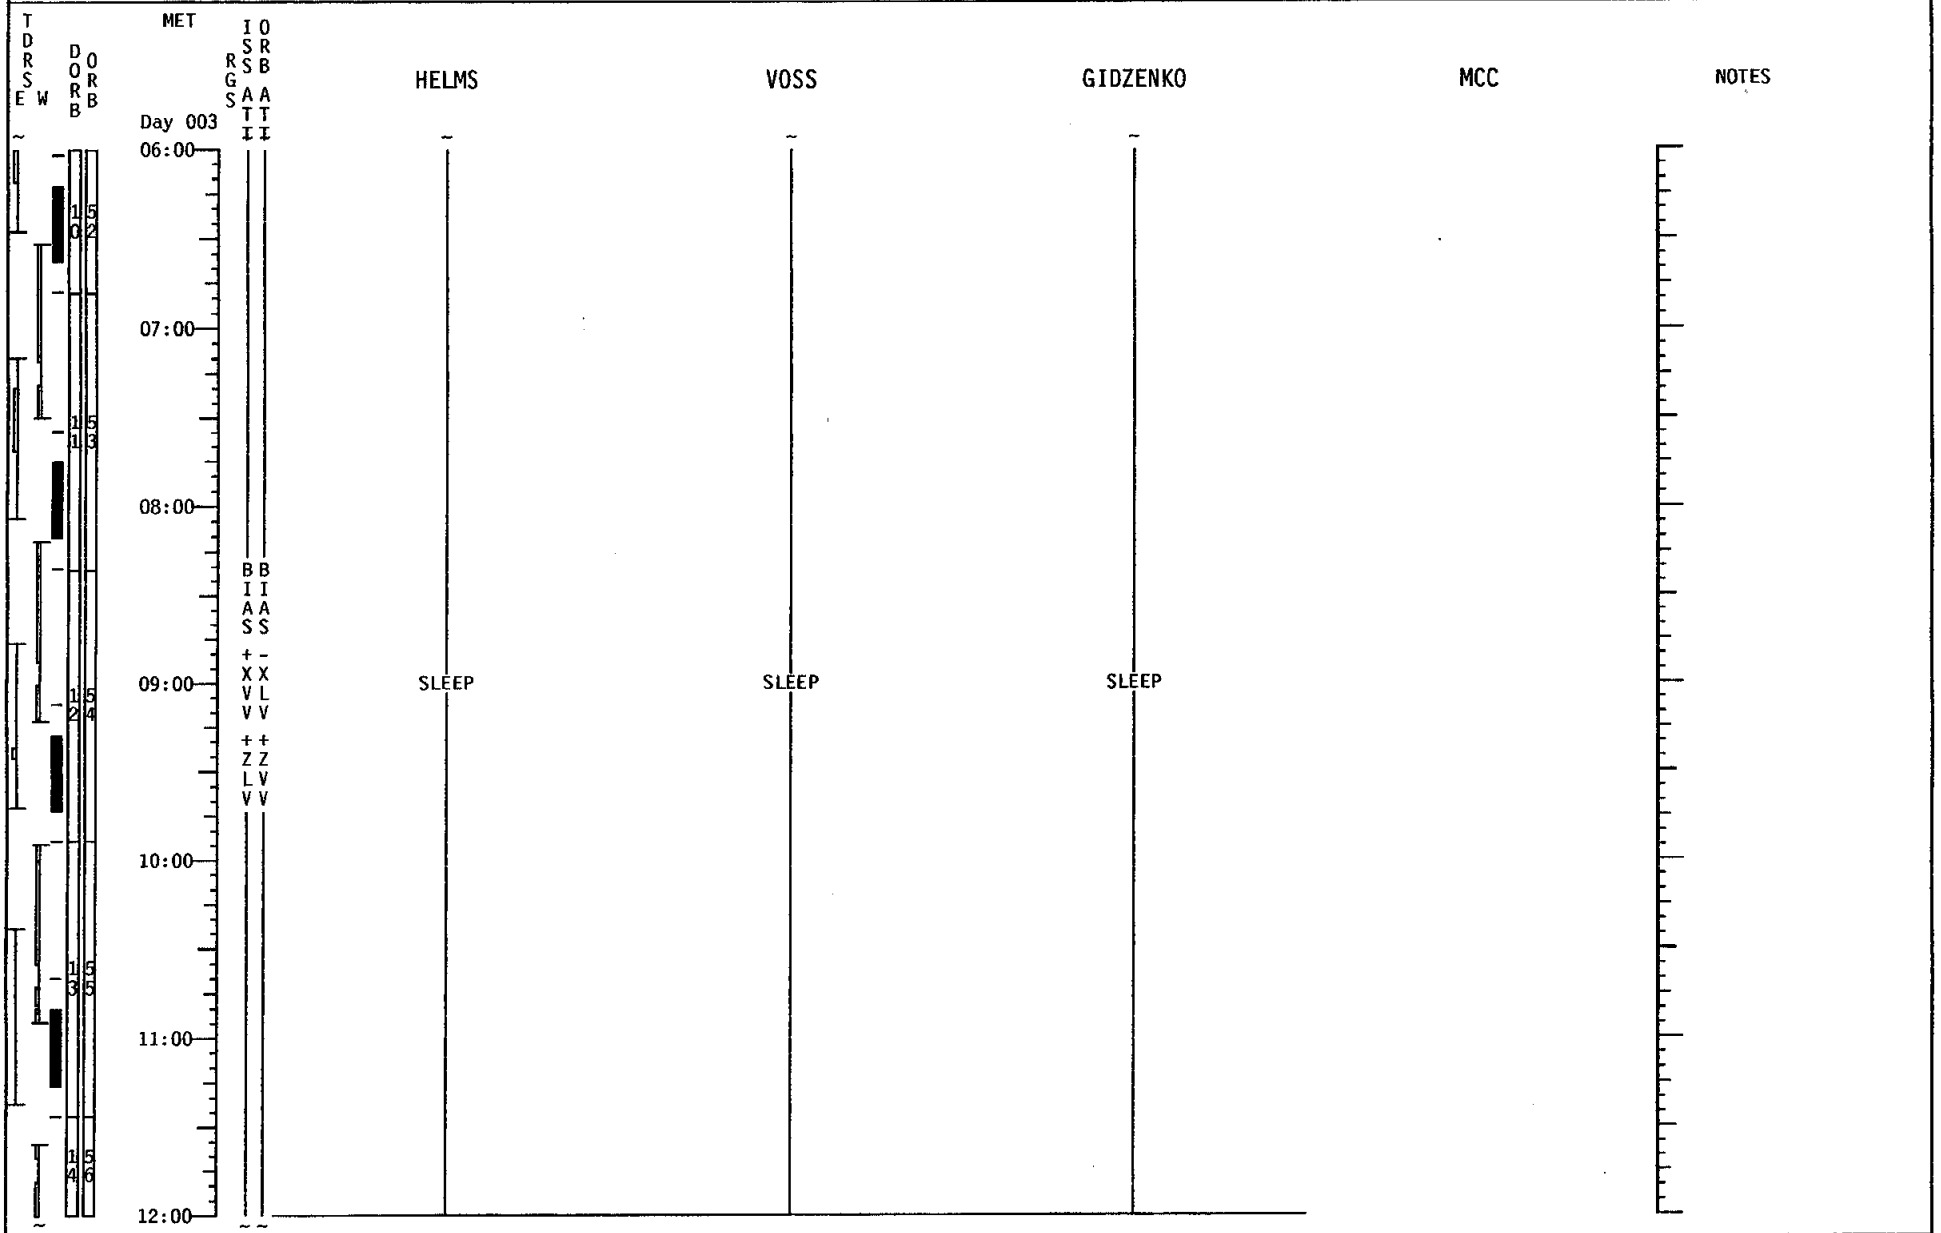 TDRS
E W
DORB
ORB
MET
RGS
ISS ATT
ORB ATT
HELMS
VOSS
GIDZENKO
MCC
NOTES
Day 003
~ ~ ~ ~
06:00
10 52
07:00
11 53
08:00
BIAS +XVV +ZLV
BIAS -XLV +ZVV
09:00
SLEEP SLEEP SLEEP
12 54
10:00
13 55
11:00
14 56
12:00
~ ~ ~